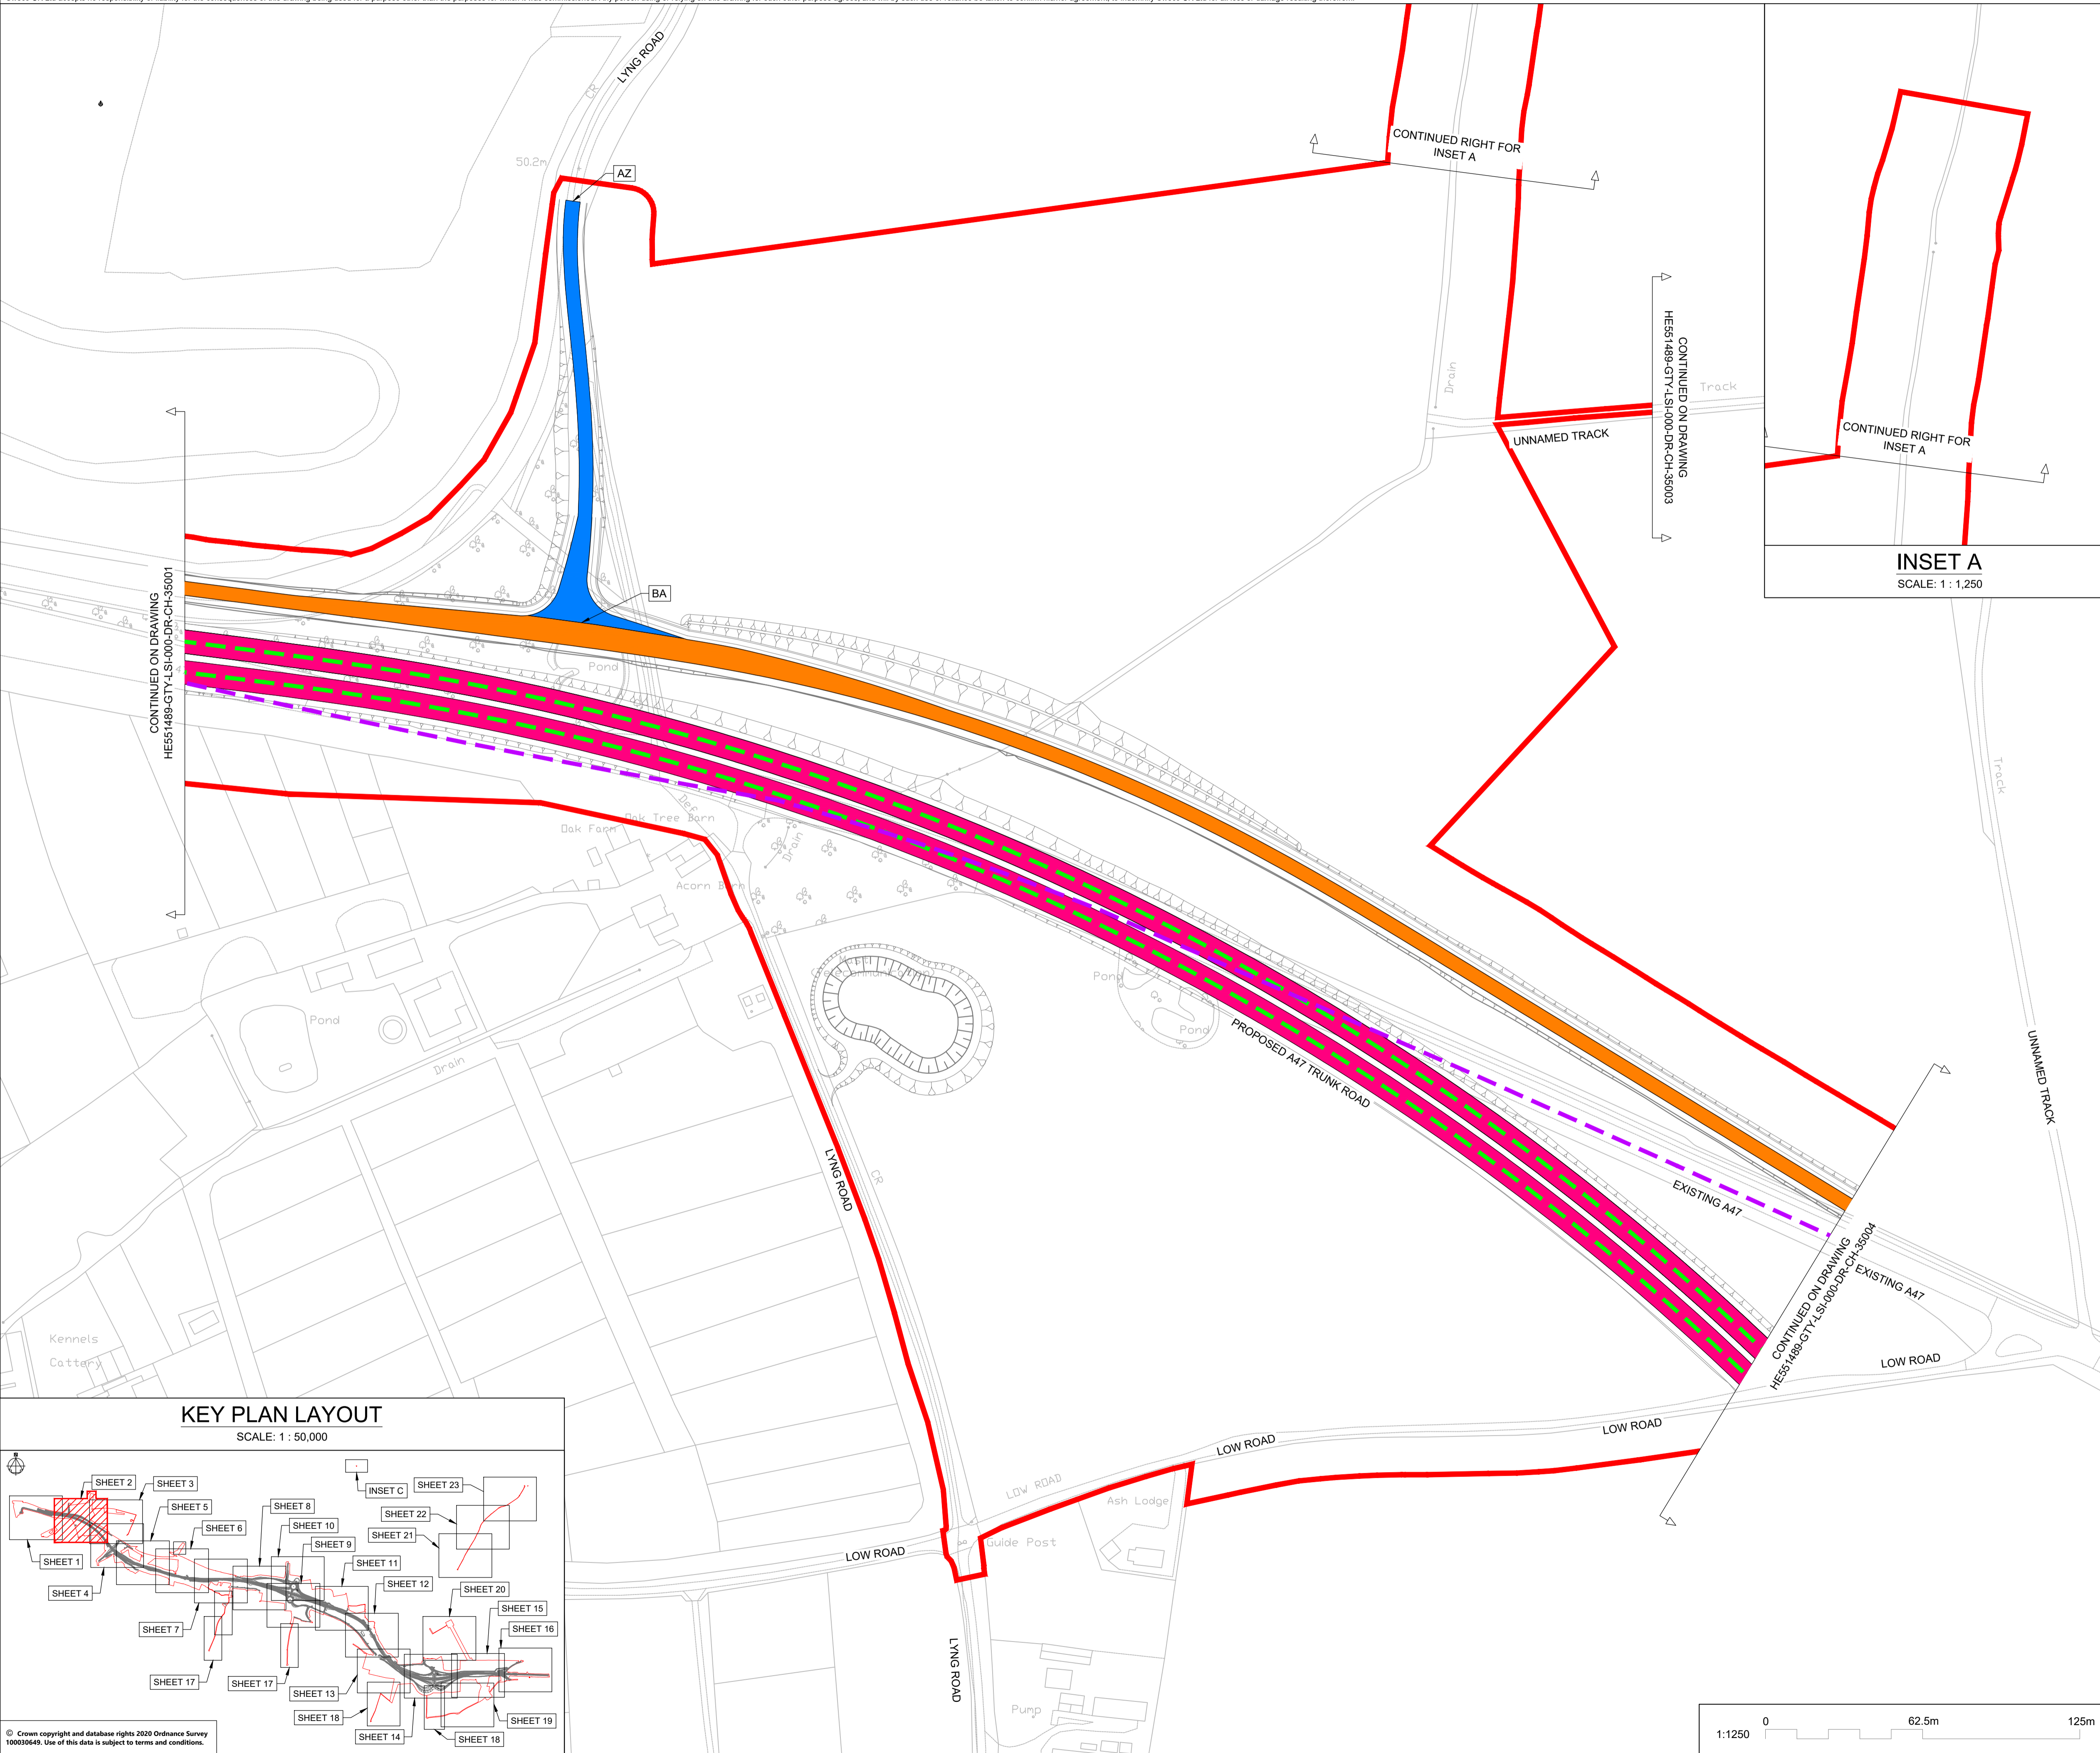 LYNG ROAD
CR
50.2m
AZ
CONTINUED RIGHT FOR
INSET A
CONTINUED ON DRAWING
HE551489-GTY-LSI-000-DR-CH-35003
Drain
Track
UNNAMED TRACK
CONTINUED RIGHT FOR
INSET A
INSET A
SCALE: 1 : 1,250
CONTINUED ON DRAWING
HE551489-GTY-LSI-000-DR-CH-35001
BA
Pond
Def
Oak Tree Barn
Oak Farm
Drain
Acorn Barn
Track
Mast
(Telecommunication)
Pond
Pond
Pond
Drain
PROPOSED A47 TRUNK ROAD
UNNAMED TRACK
LYNG ROAD
CR
EXISTING A47
EXISTING A47
CONTINUED ON DRAWING
HE551489-GTY-LSI-000-DR-CH-35004
Kennels
Cattery
LOW ROAD
LOW ROAD
LOW ROAD
LOW ROAD
Ash Lodge
Guide Post
LOW ROAD
LYNG ROAD
Pump
KEY PLAN LAYOUT
SCALE: 1 : 50,000
N
SHEET 2
SHEET 3
SHEET 5
SHEET 6
SHEET 8
SHEET 10
SHEET 9
SHEET 11
SHEET 12
INSET C
SHEET 23
SHEET 22
SHEET 21
SHEET 20
SHEET 15
SHEET 16
SHEET 1
SHEET 4
SHEET 7
SHEET 17
SHEET 17
SHEET 13
SHEET 18
SHEET 14
SHEET 18
SHEET 19
© Crown copyright and database rights 2020 Ordnance Survey
100030649. Use of this data is subject to terms and conditions.
1:1250
0
62.5m
125m